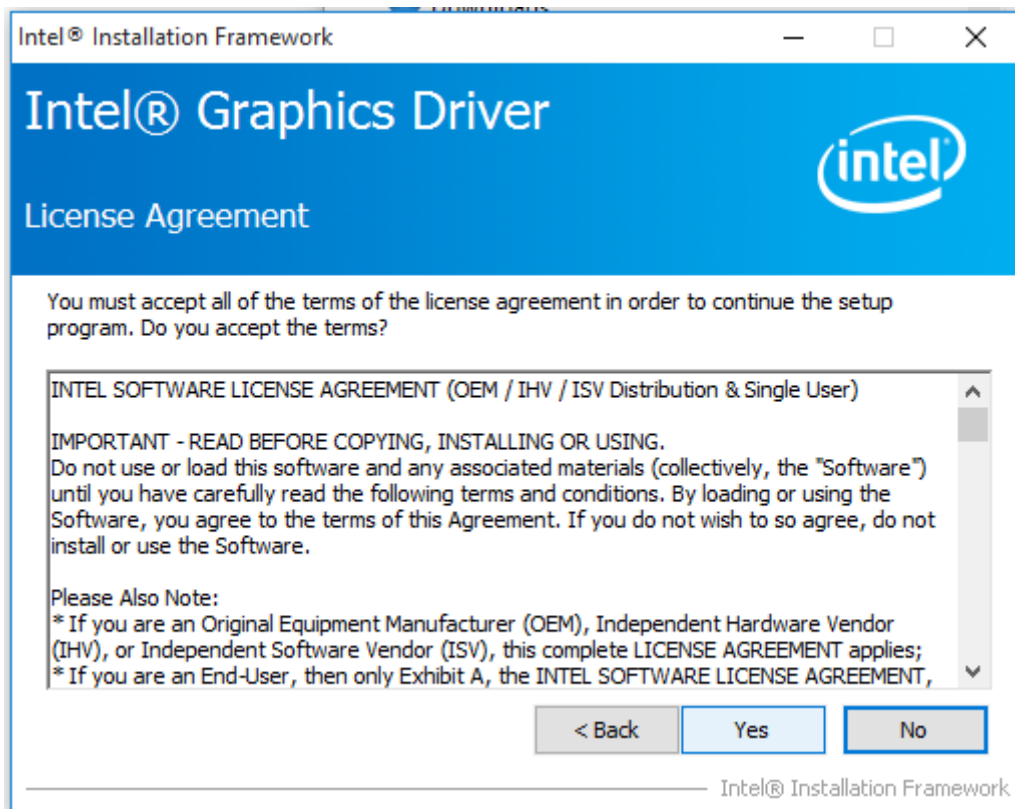 Downloads
Intel® Installation Framework
Intel® Graphics Driver
intel
License Agreement
You must accept all of the terms of the license agreement in order to continue the setup
program. Do you accept the terms?
INTEL SOFTWARE LICENSE AGREEMENT (OEM / IHV / ISV Distribution & Single User)
IMPORTANT - READ BEFORE COPYING, INSTALLING OR USING.
Do not use or load this software and any associated materials (collectively, the "Software")
until you have carefully read the following terms and conditions. By loading or using the
Software, you agree to the terms of this Agreement. If you do not wish to so agree, do not
install or use the Software.
Please Also Note:
* If you are an Original Equipment Manufacturer (OEM), Independent Hardware Vendor
(IHV), or Independent Software Vendor (ISV), this complete LICENSE AGREEMENT applies;
* If you are an End-User, then only Exhibit A, the INTEL SOFTWARE LICENSE AGREEMENT,
< Back Yes No
Intel® Installation Framework